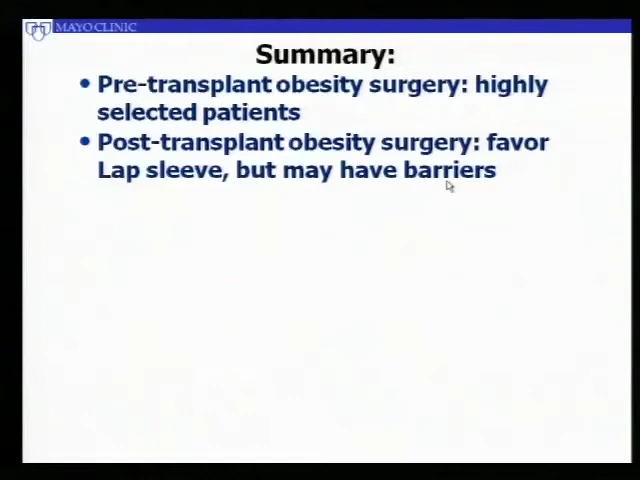 MAYO CLINIC
Summary:
• Pre-transplant obesity surgery: highly
selected patients
• Post-transplant obesity surgery: favor
Lap sleeve, but may have barriers